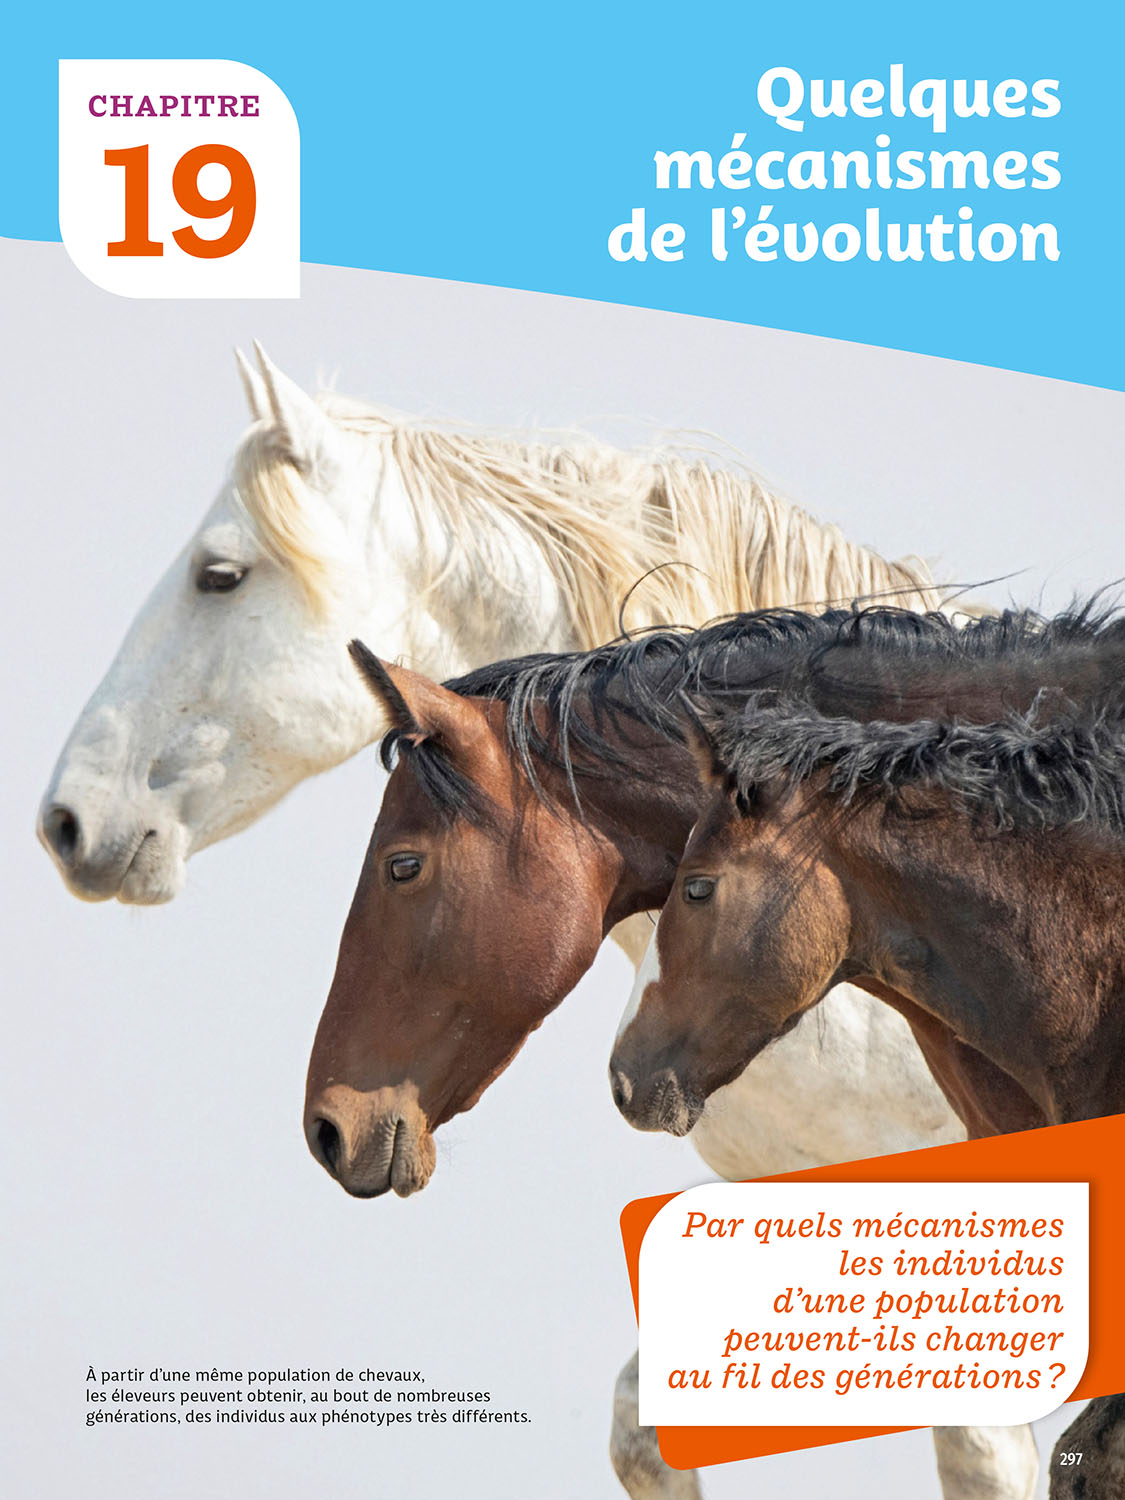 CHAPITRE
19
Quelques
mécanismes
de l’évolution
Par quels mécanismes
les individus
d’une population
peuvent-ils changer
au fil des générations ?
À partir d’une même population de chevaux,
les éleveurs peuvent obtenir, au bout de nombreuses
générations, des individus aux phénotypes très différents.
297